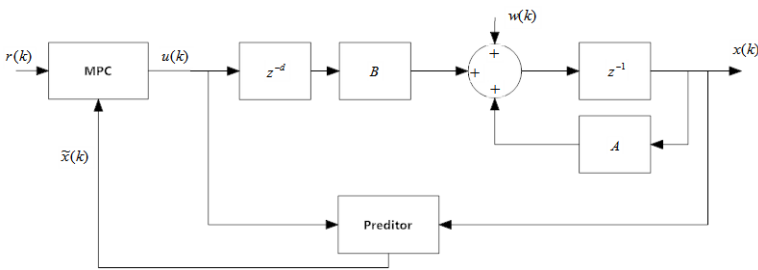 w(k)
r(k)
MPC
u(k)
z⁻ᵈ
B
+
+
+
z⁻¹
x(k)
x̃(k)
A
Preditor